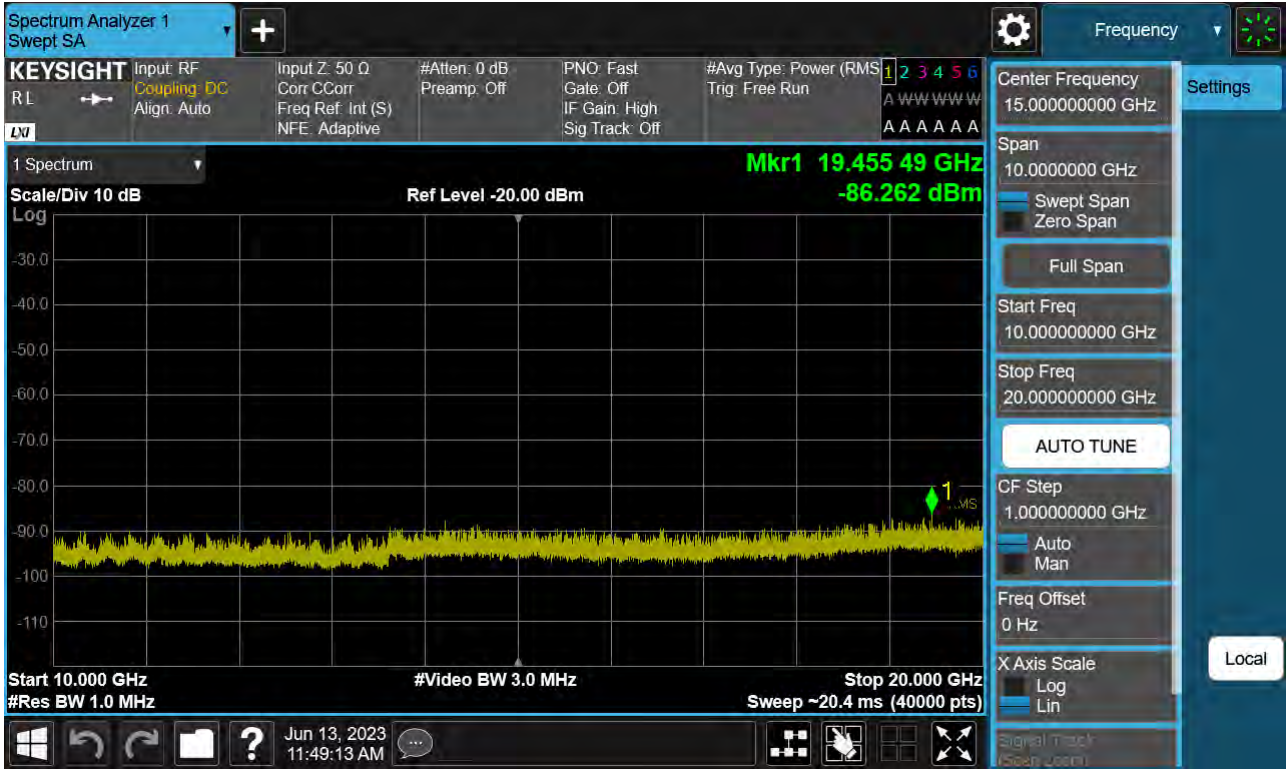 Spectrum Analyzer 1
Swept SA
+
Frequency
KEYSIGHT
R L
LXI
Input: RF
Coupling: DC
Align: Auto
Input Z: 50 Ω
Corr CCorr
Freq Ref: Int (S)
NFE: Adaptive
#Atten: 0 dB
Preamp: Off
PNO: Fast
Gate: Off
IF Gain: High
Sig Track: Off
#Avg Type: Power (RMS
Trig: Free Run
1 2 3 4 5 6
A W W W W W
A A A A A A
Center Frequency
15.000000000 GHz
Settings
Span
10.0000000 GHz
Swept Span
Zero Span
Full Span
Start Freq
10.000000000 GHz
Stop Freq
20.000000000 GHz
AUTO TUNE
CF Step
1.000000000 GHz
Auto
Man
Freq Offset
0 Hz
X Axis Scale
Log
Lin
Signal Track
(Span Zoom)
Local
1 Spectrum
Mkr1 19.455 49 GHz
-86.262 dBm
Scale/Div 10 dB
Ref Level -20.00 dBm
Log
-30.0
-40.0
-50.0
-60.0
-70.0
-80.0
-90.0
-100
-110
1
Start 10.000 GHz
#Video BW 3.0 MHz
Stop 20.000 GHz
#Res BW 1.0 MHz
Sweep ~20.4 ms (40000 pts)
?
Jun 13, 2023
11:49:13 AM